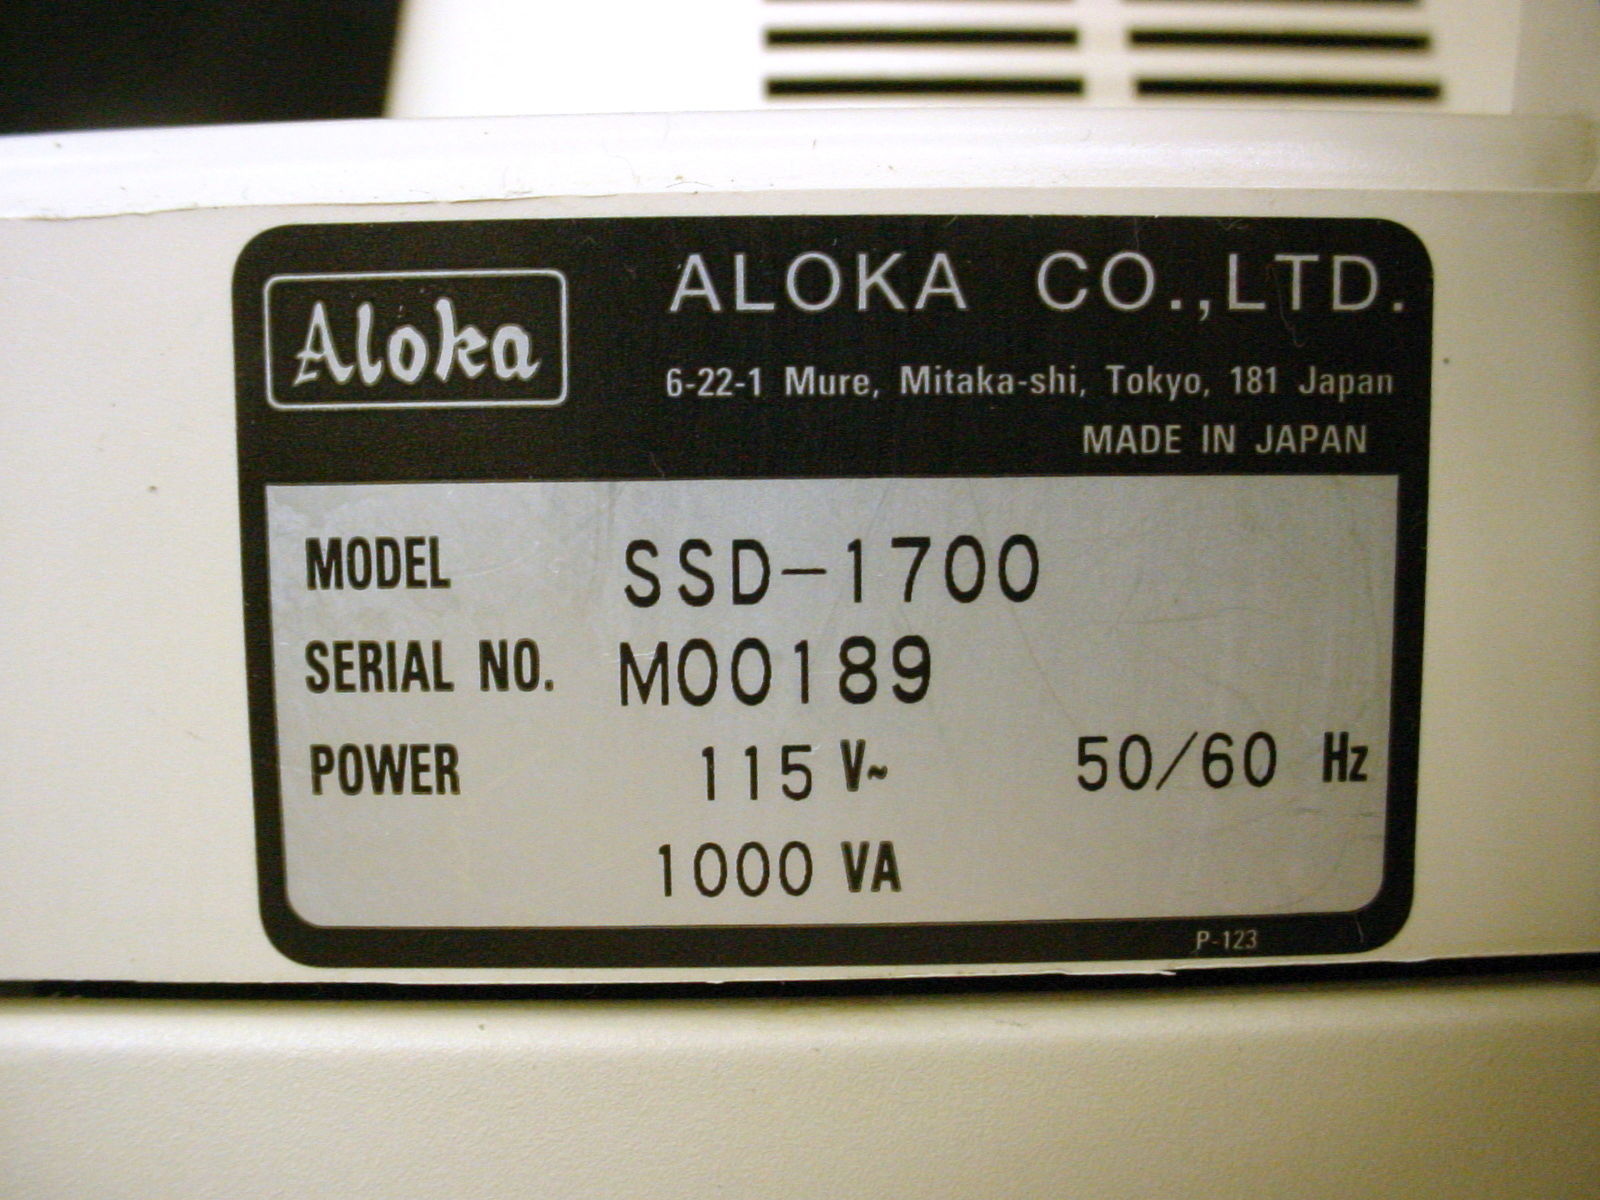 Aloka
ALOKA CO.,LTD.
6-22-1 Mure, Mitaka-shi, Tokyo, 181 Japan
MADE IN JAPAN
MODEL SSD-1700
SERIAL NO. M00189
POWER 115 V~ 50/60 Hz
1000 VA
P-123